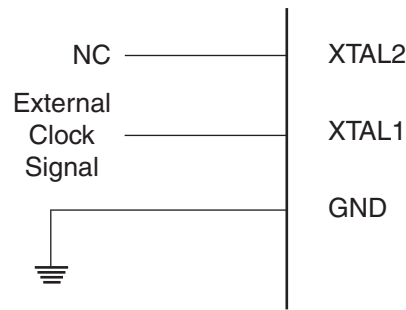 NC
XTAL2
External
Clock
Signal
XTAL1
GND